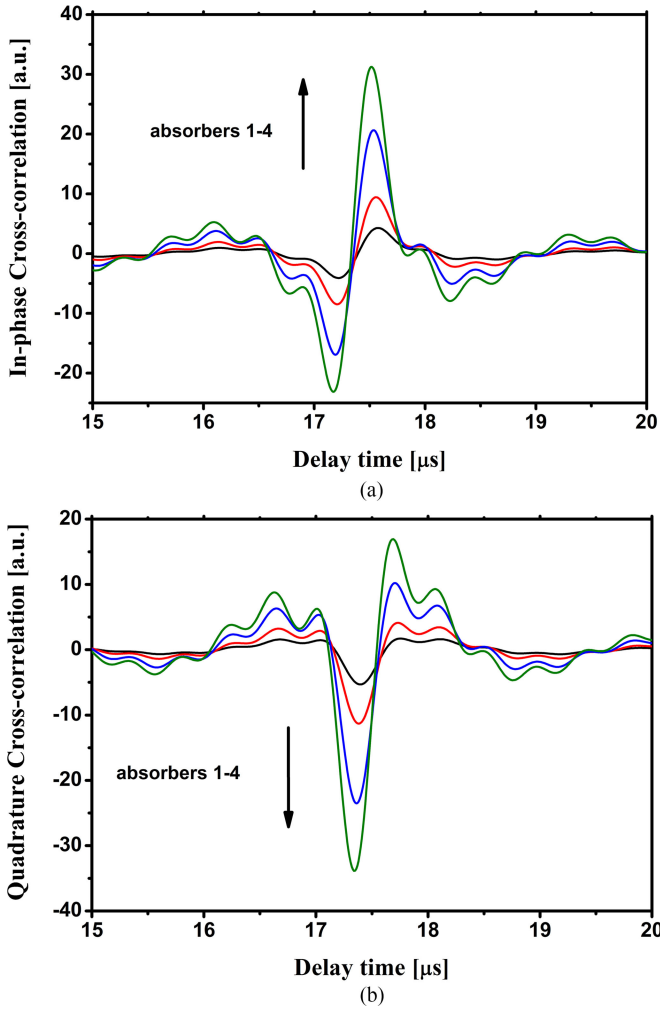 In-phase Cross-correlation [a.u.]
40
30
20
10
0
-10
-20
absorbers 1-4
15 16 17 18 19 20
Delay time [μs]
(a)
Quadrature Cross-correlation [a.u.]
20
10
0
-10
-20
-30
-40
absorbers 1-4
15 16 17 18 19 20
Delay time [μs]
(b)